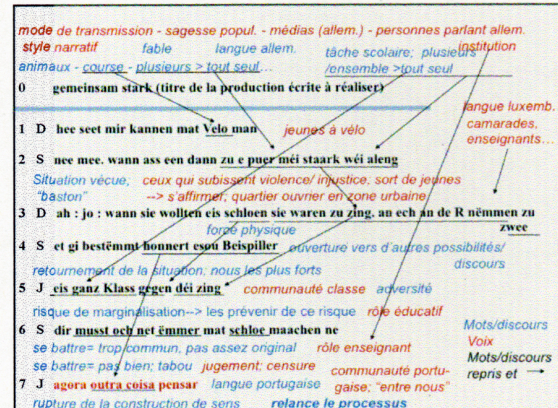 mode de transmission - sagesse popul. - médias (allem.) - personnes parlant allem.
style narratif fable langue allem. tâche scolaire; plusieurs institution
animaux - course - plusieurs > tout seul... /ensemble >tout seul
0 gemeinsam stark (titre de la production écrite à réaliser)
langue luxemb.
camarades,
enseignants...
1 D hee seet mir kannen mat Velo man jeunes à vélo
2 S nee mee. wann ass een dann zu e puer méi staark wéi aleng
Situation vécue, ceux qui subissent violence/ injustice; sort de jeunes
"baston" --> s'affirmer; quartier ouvrier en zone urbaine
3 D ah : jo : wann sie wollten eis schloen sie waren zu zing. an ech an de R nëmmen zu
zwee
force physique
4 S et gi bestëmmt honnert esou Beispiller ouverture vers d'autres possibilités/
discours
retournement de la situation; nous les plus forts
5 J eis ganz Klass gegen déi zing communauté classe adversité
risque de marginalisation--> les prévenir de ce risque rôle éducatif
6 S dir musst och net ëmmer mat schloe maachen ne
se battre= trop commun, pas assez original rôle enseignant
se battre= pas bien; tabou jugement; censure communauté portu-
gaise; "entre nous"
7 J agora outra coisa pensar langue portugaise
rupture de la construction de sens relance le processus
Mots/discours
Voix
Mots/discours
repris et →